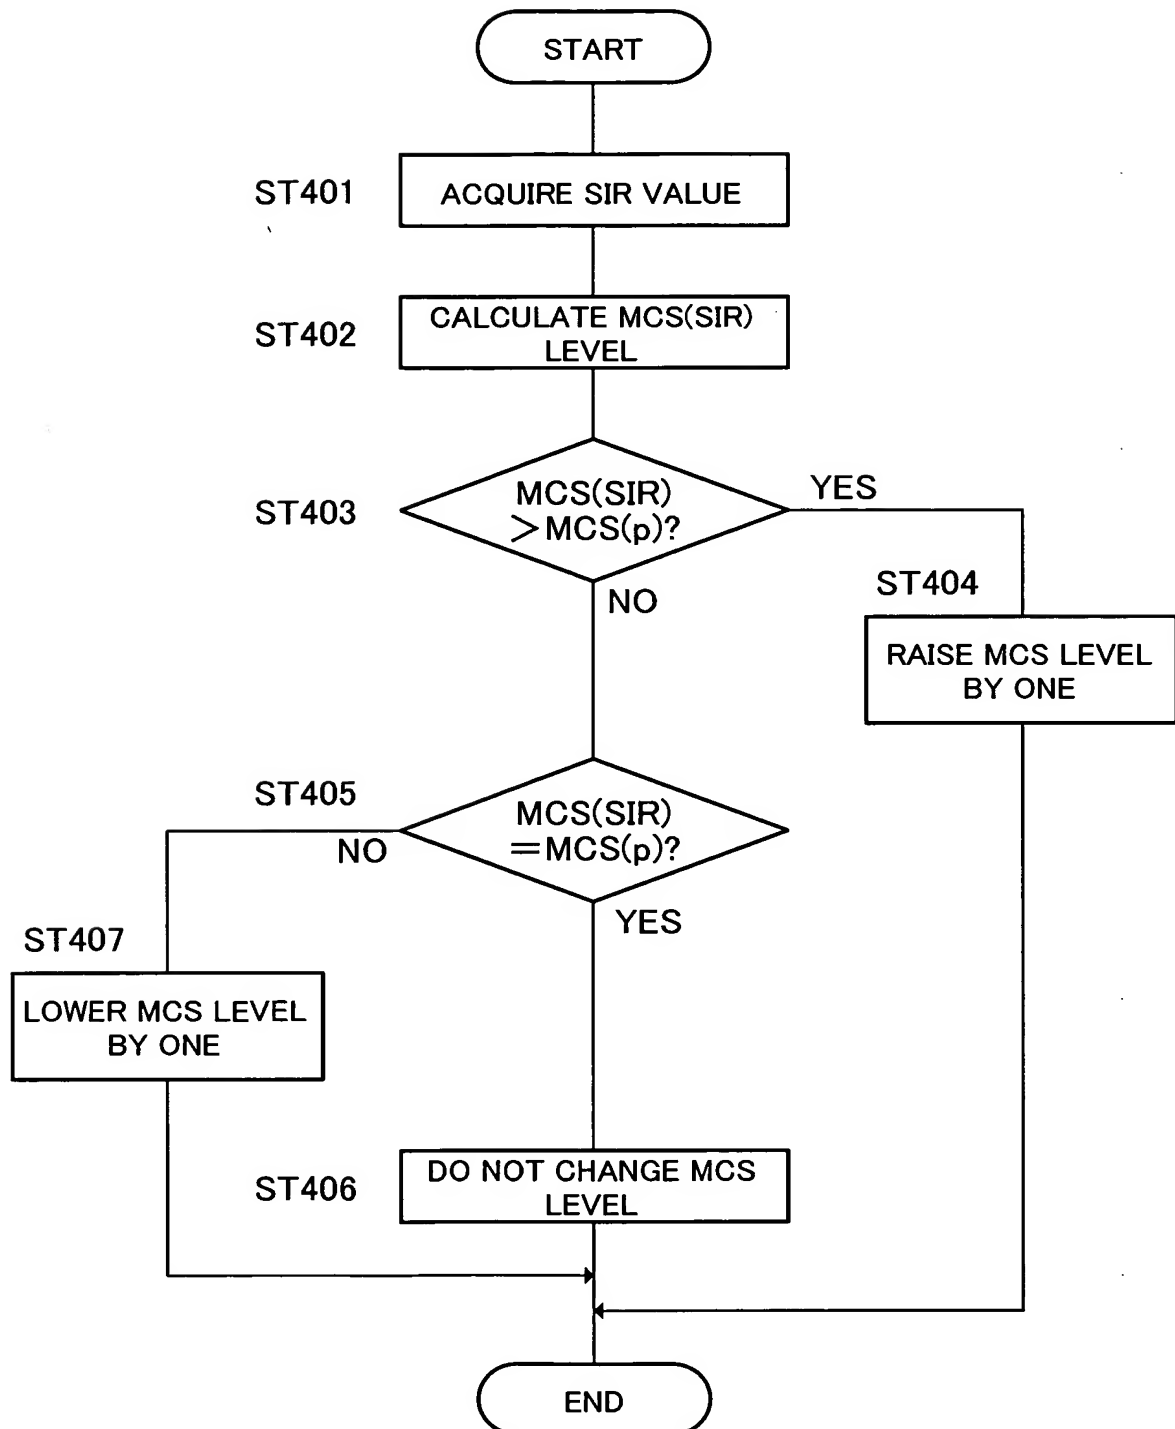 START
ST401
ACQUIRE SIR VALUE
ST402
CALCULATE MCS(SIR)
LEVEL
ST403
MCS(SIR)
>MCS(p)?
YES
NO
ST404
RAISE MCS LEVEL
BY ONE
ST405
MCS(SIR)
=MCS(p)?
NO
YES
ST407
LOWER MCS LEVEL
BY ONE
ST406
DO NOT CHANGE MCS
LEVEL
END